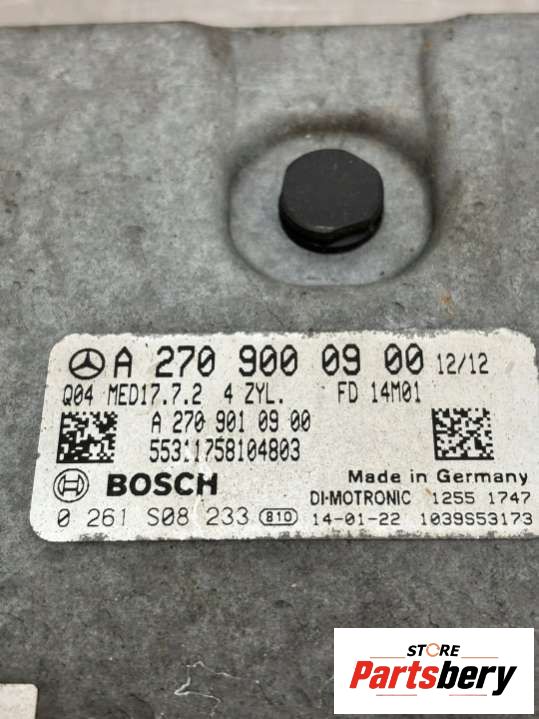 A 270 900 09 00 12/12
Q04 MED17.7.2 4 ZYL. FD 14M01
A 270 901 09 00
55311758104803
BOSCH
Made in Germany
DI-MOTRONIC 1255 1747
0 261 S08 233 810 14-01-22 1039S53173
STORE
Partsbery